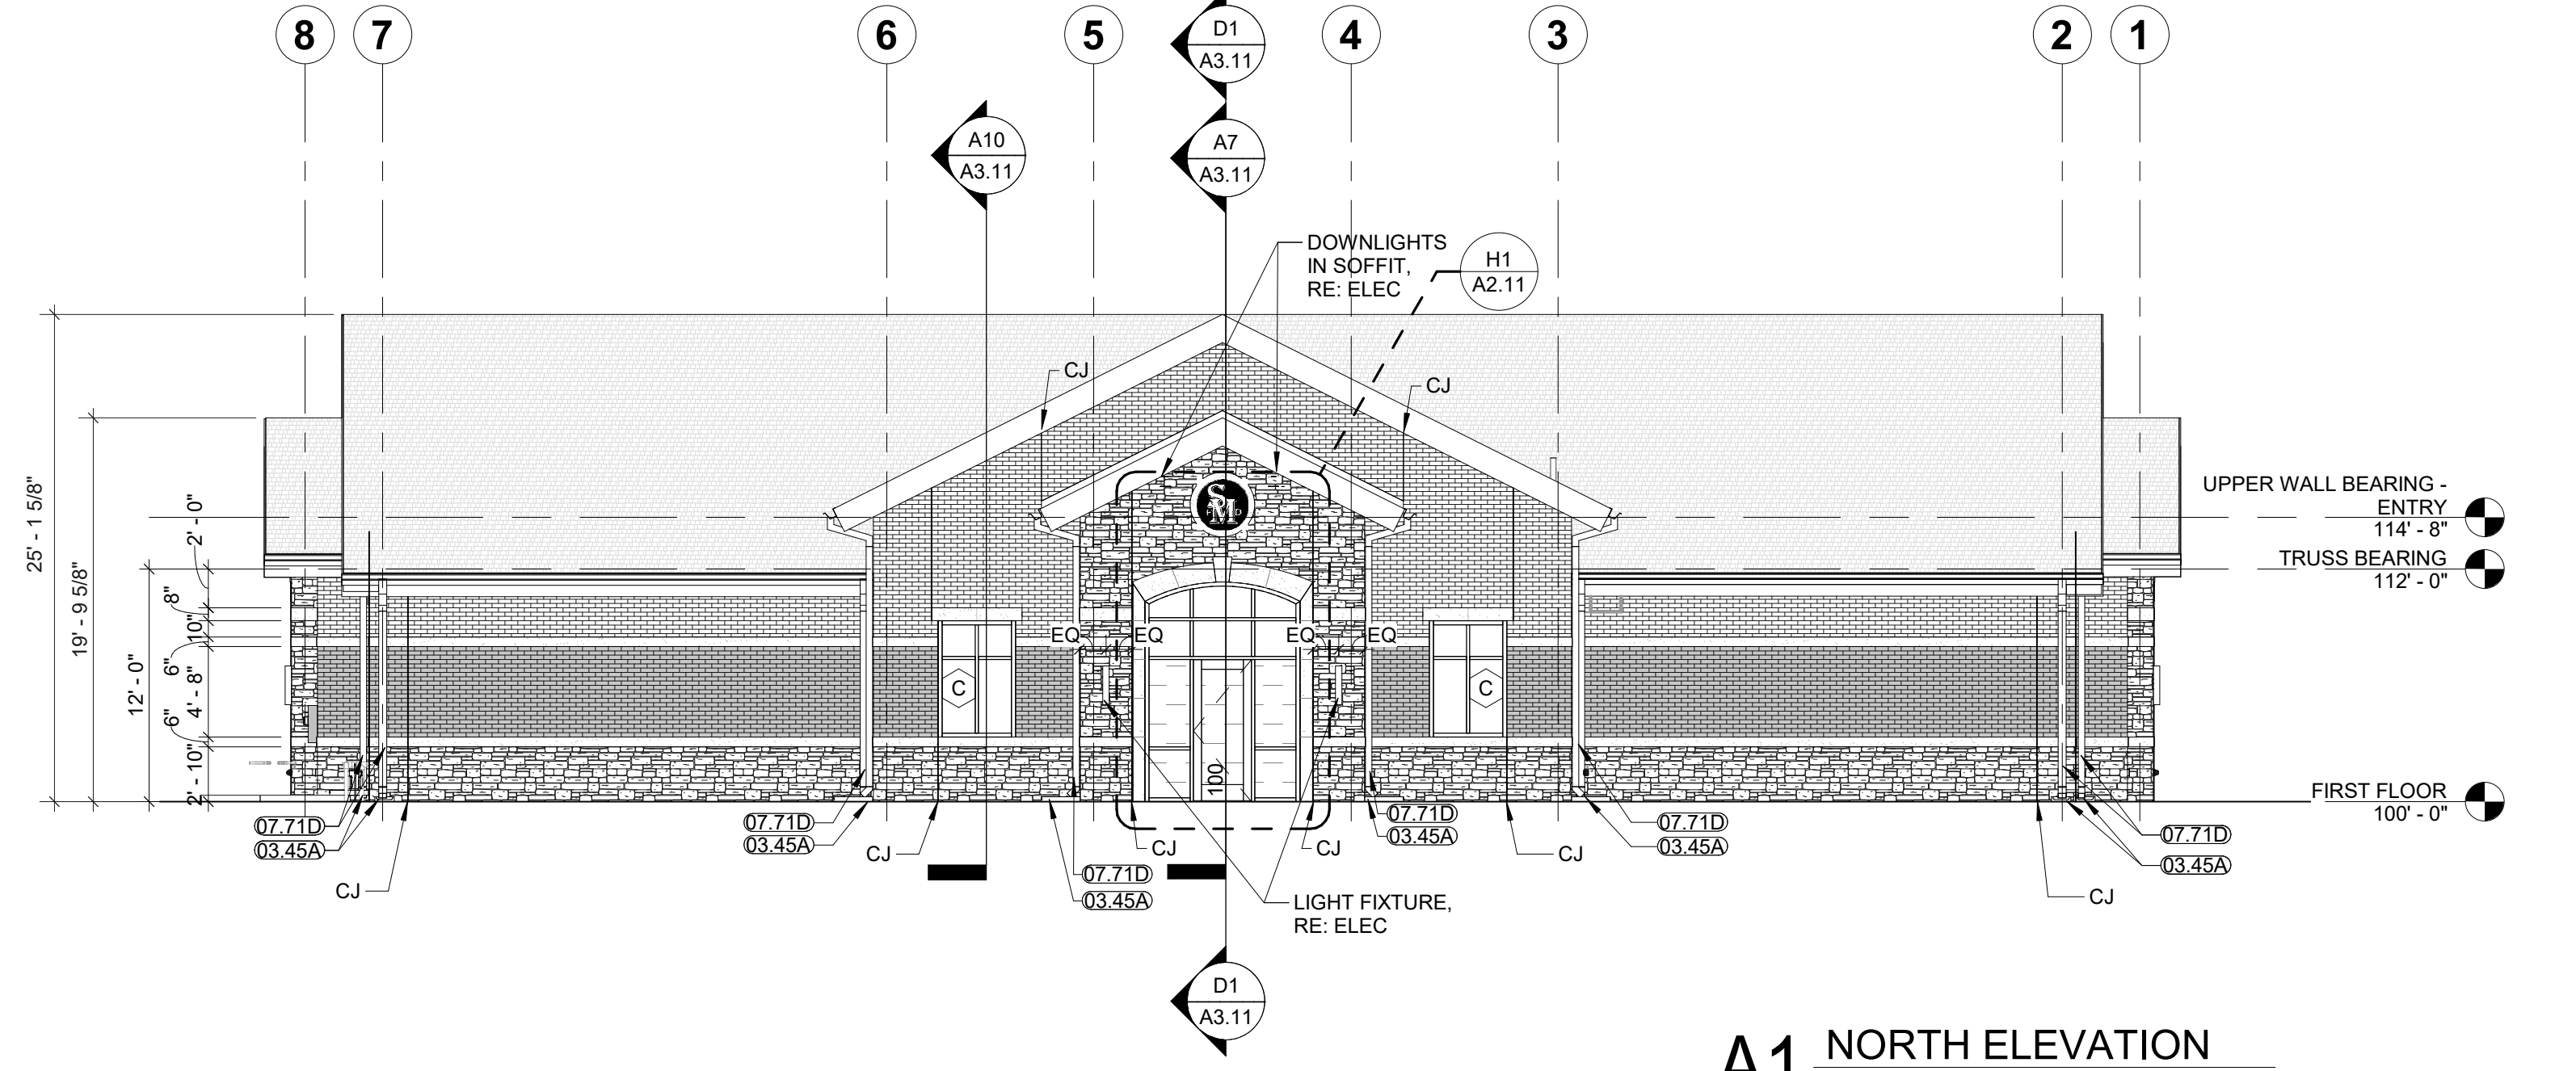 8
7
6
5
D1
A3.11
4
3
2
1
A10
A3.11
A7
A3.11
DOWNLIGHTS
IN SOFFIT,
RE: ELEC
H1
A2.11
CJ
CJ
25' - 1 5/8"
19' - 9 5/8"
12' - 0"
2' - 0"
8"
10"
6"
4' - 8"
6"
2' - 10"
SM
F D
UPPER WALL BEARING -
ENTRY
114' - 8"
TRUSS BEARING
112' - 0"
EQ
EQ
EQ
EQ
C
C
100
FIRST FLOOR
100' - 0"
07.71D
03.45A
CJ
07.71D
03.45A
CJ
07.71D
03.45A
CJ
CJ
07.71D
03.45A
CJ
07.71D
03.45A
07.71D
03.45A
CJ
LIGHT FIXTURE,
RE: ELEC
D1
A3.11
A1
NORTH ELEVATION